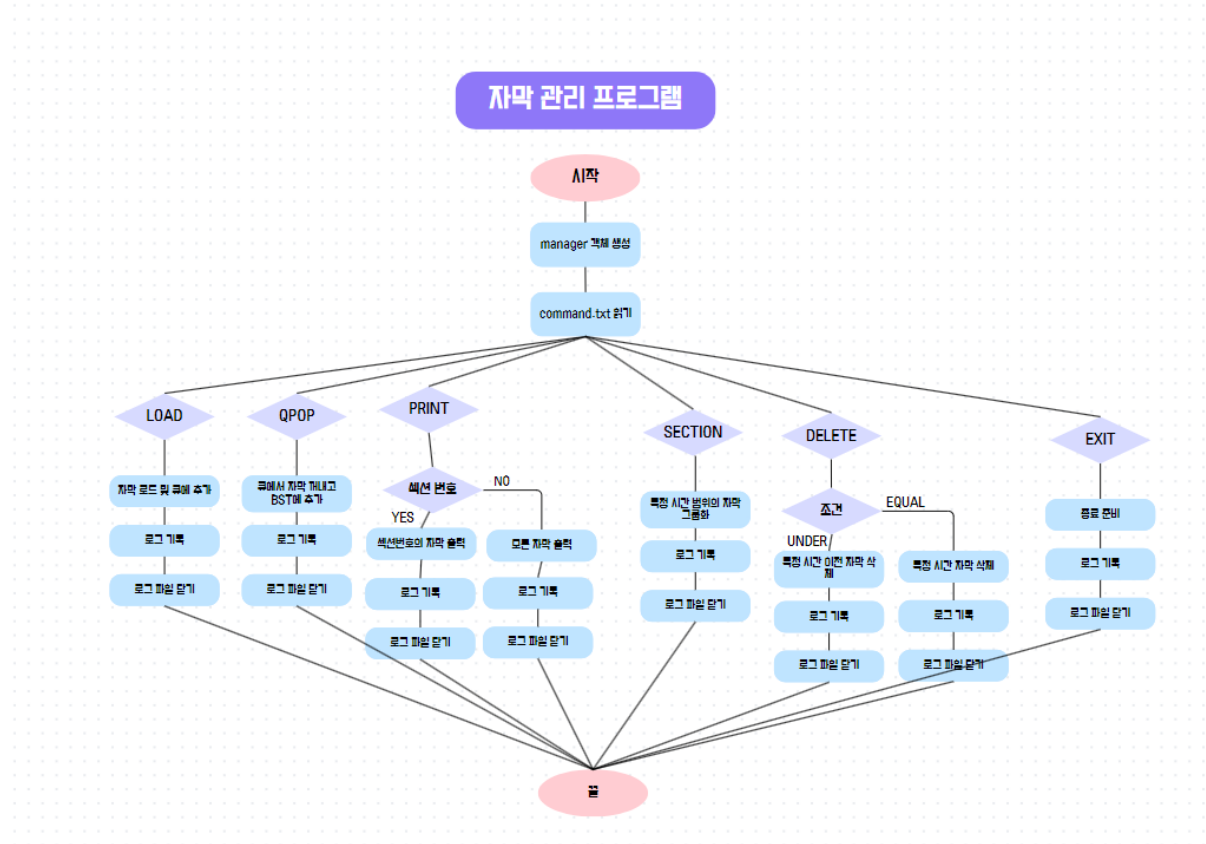 자막 관리 프로그램
시작
manager 객체 생성
command.txt 읽기
LOAD
자막 로드 및 큐에 추가
로그 기록
로그 파일 닫기
QPOP
큐에서 자막 꺼내고
BST에 추가
로그 기록
로그 파일 닫기
PRINT
섹션 번호
YES
섹션번호의 자막 출력
로그 기록
로그 파일 닫기
NO
모든 자막 출력
로그 기록
로그 파일 닫기
SECTION
특정 시간 범위의 자막
그룹화
로그 기록
로그 파일 닫기
DELETE
조건
UNDER
특정 시간 이전 자막 삭
제
로그 기록
로그 파일 닫기
EQUAL
특정 시간 자막 삭제
로그 기록
로그 파일 닫기
EXIT
종료 준비
로그 기록
로그 파일 닫기
끝